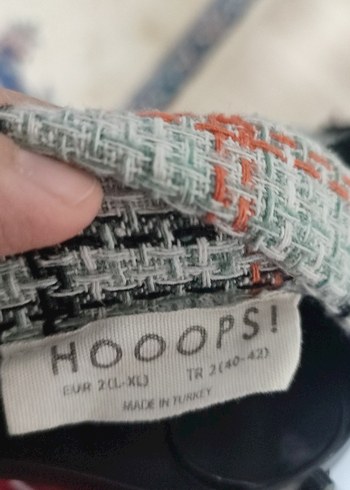 HOOOPS!
EUR 2(L-XL) TR 2(40-42)
MADE IN TURKEY